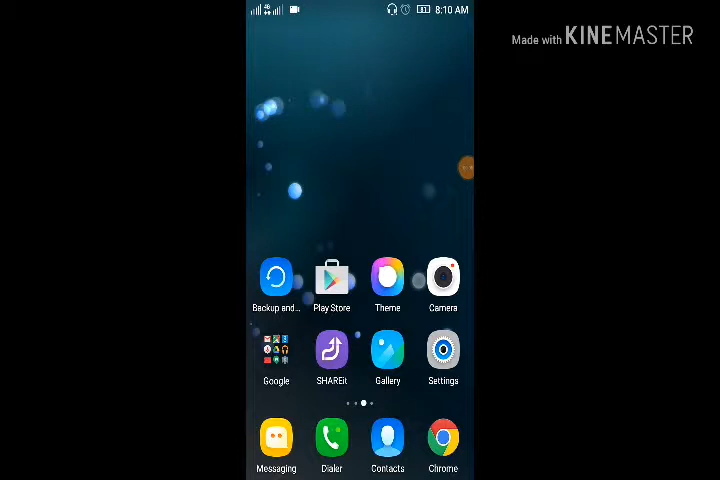 8:10 AM
Made with KINEMASTER
Backup and...
Play Store
Theme
Camera
Google
SHAREit
Gallery
Settings
Messaging
Dialer
Contacts
Chrome